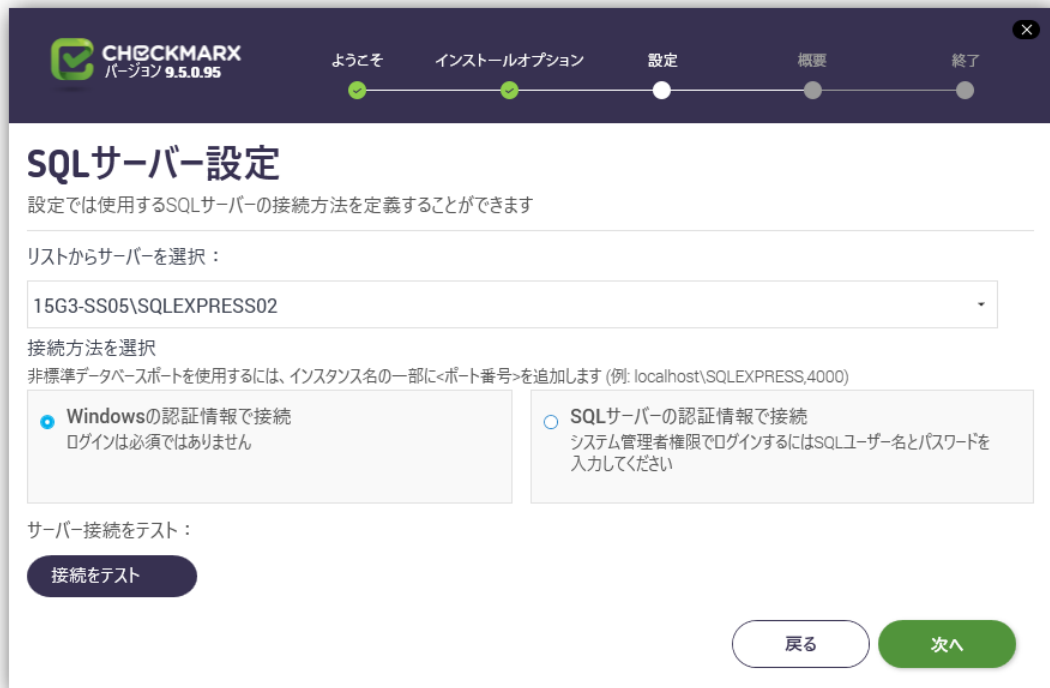 CHECKMARX
バージョン 9.5.0.95
ようこそ
インストールオプション
設定
概要
終了
SQLサーバー設定
設定では使用するSQLサーバーの接続方法を定義することができます
リストからサーバーを選択：
15G3-SS05\SQLEXPRESS02
接続方法を選択
非標準データベースポートを使用するには、インスタンス名の一部に<ポート番号>を追加します (例: localhost\SQLEXPRESS,4000)
Windowsの認証情報で接続
ログインは必須ではありません
SQLサーバーの認証情報で接続
システム管理者権限でログインするにはSQLユーザー名とパスワードを
入力してください
サーバー接続をテスト：
接続をテスト
戻る
次へ